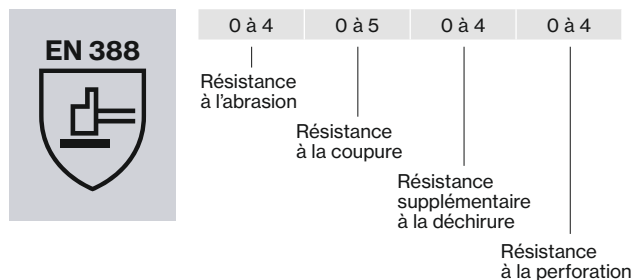 EN 388
0 à 4 0 à 5 0 à 4 0 à 4
Résistance
à l’abrasion
Résistance
à la coupure
Résistance
supplémentaire
à la déchirure
Résistance
à la perforation